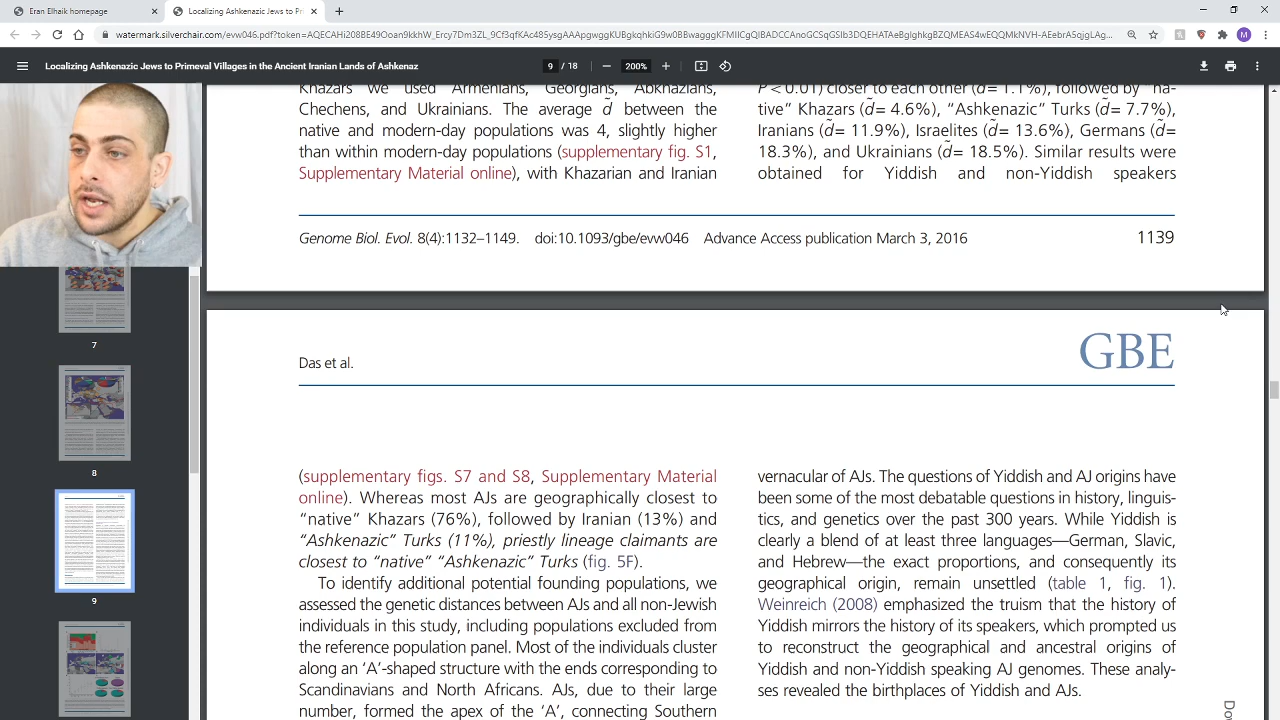 Eran Elhaik homepage
Localizing Ashkenazic Jews to Pri
watermark.silverchair.com/evw046.pdf?token=
Localizing Ashkenazic Jews to Primeval Villages in the Ancient Iranian Lands of Ashkenaz
9 / 18
200%
Khazars we used Armenians, Georgians, Abkhazians,
Chechens, and Ukrainians. The average d̃ between the
native and modern-day populations was 4, slightly higher
than within modern-day populations (supplementary fig. S1,
Supplementary Material online), with Khazarian and Iranian
P < 0.01) closer to each other (d̃ = 1.1%), followed by "na-
tive" Khazars (d̃= 4.6%), "Ashkenazic" Turks (d̃= 7.7%),
Iranians (d̃= 11.9%), Israelites (d̃= 13.6%), Germans (d̃=
18.3%), and Ukrainians (d̃= 18.5%). Similar results were
obtained for Yiddish and non-Yiddish speakers
Genome Biol. Evol. 8(4):1132–1149. doi:10.1093/gbe/evw046 Advance Access publication March 3, 2016
1139
Das et al.
GBE
(supplementary figs. S7 and S8, Supplementary Material
online). Whereas most AJs are geographically closest to
"native" Khazars (76%), followed by Iranian (13%) and
"Ashkenazic" Turks (11%), priestly lineage claimants are
closest to "native" Ashkenazic Turks (fig. 5F).
To identify additional potential founding populations, we
assessed the genetic distances between AJs and all non-Jewish
individuals in this study, including populations excluded from
the reference population panel. Most of the individuals cluster
along an 'A'-shaped structure with the ends corresponding to
Scandinavians and North Africans. AJs, due to their large
number, formed the apex of the 'A' connecting Southern
vernacular of AJs. The questions of Yiddish and AJ origins have
been some of the most debatable questions in history, linguis-
tics, and genetics over the past 300 years. While Yiddish is
clearly a blend of at least three languages—German, Slavic,
and Hebrew—the exact proportions, and consequently its
geographical origin, remain unsettled (table 1, fig. 1).
Weinreich (2008) emphasized the truism that the history of
Yiddish mirrors the history of its speakers, which prompted us
to reconstruct the geographical and ancestral origins of
Yiddish and non-Yiddish speaking AJ genomes. These analy-
ses revealed the birthplaces of Yiddish and AJs.
7
8
9
M